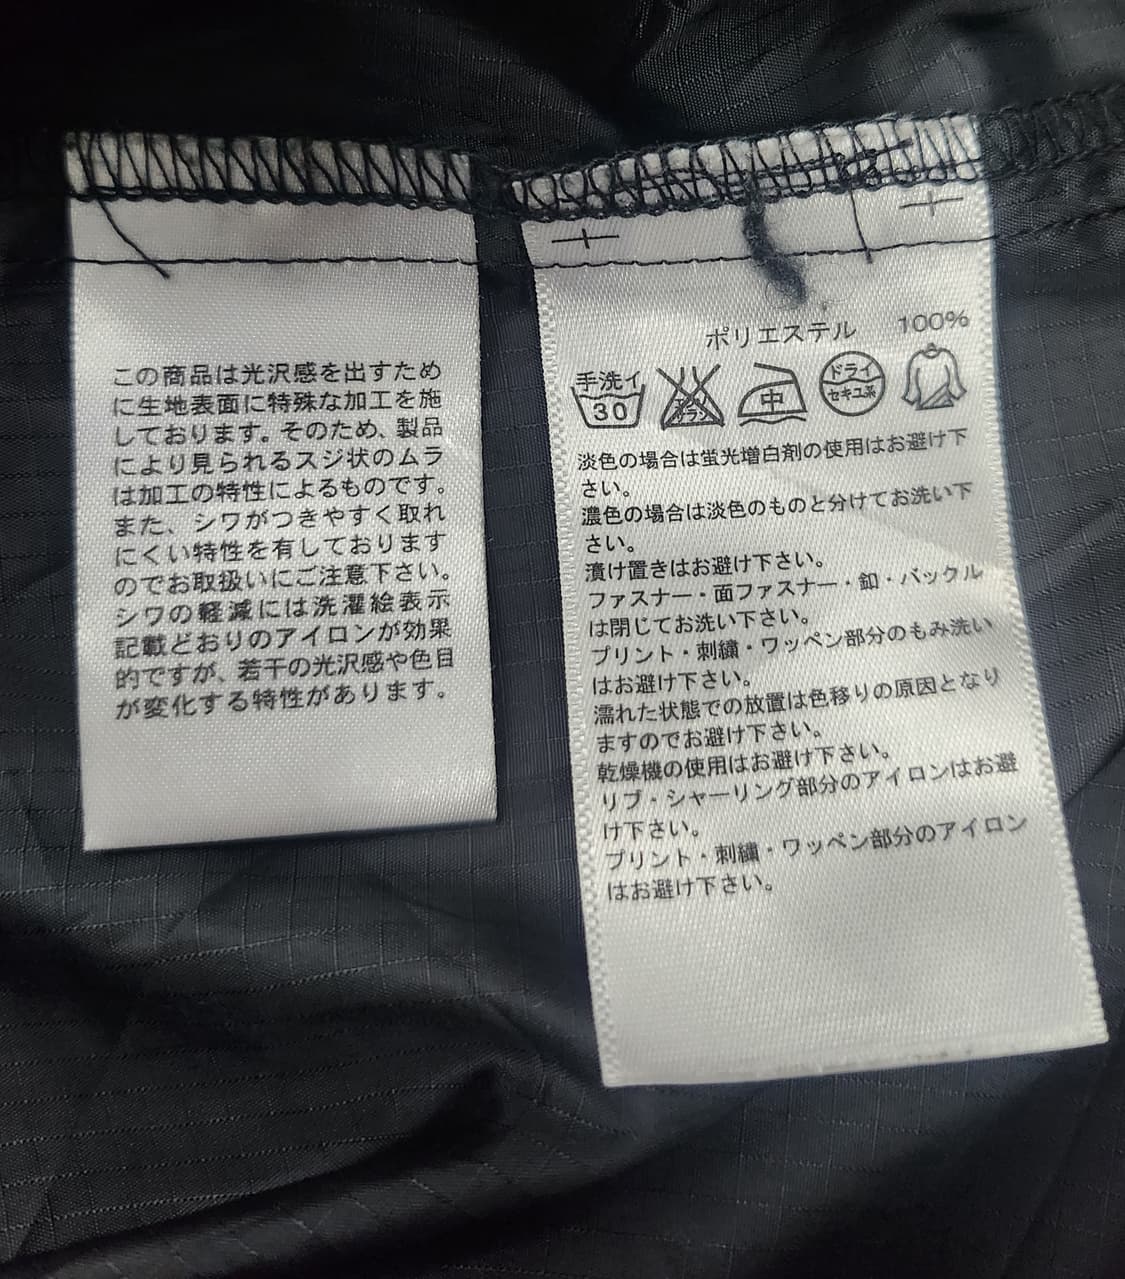 この商品は光沢感を出すため
に生地表面に特殊な加工を施
しております。そのため、製品
により見られるスジ状のムラ
は加工の特性によるものです。
また、シワがつきやすく取れ
にくい特性を有しております
のでお取扱いにご注意下さい。
シワの軽減には洗濯絵表示
記載どおりのアイロンが効果
的ですが、若干の光沢感や色目
が変化する特性があります。
ポリエステル 100%
手洗イ
30
エンソ
サラシ
中
ドライ
セキユ系
淡色の場合は蛍光増白剤の使用はお避け下
さい。
濃色の場合は淡色のものと分けてお洗い下
さい。
漬け置きはお避け下さい。
ファスナー・面ファスナー・釦・バックル
は閉じてお洗い下さい。
プリント・刺繍・ワッペン部分のもみ洗い
はお避け下さい。
濡れた状態での放置は色移りの原因となり
ますのでお避け下さい。
乾燥機の使用はお避け下さい。
リブ・シャーリング部分のアイロンはお避
け下さい。
プリント・刺繍・ワッペン部分のアイロン
はお避け下さい。